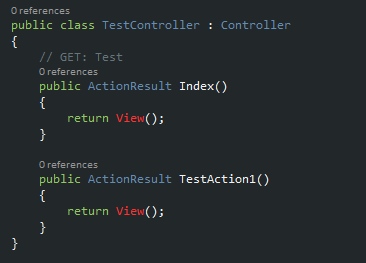 0 references
public class TestController : Controller
{
    // GET: Test
    0 references
    public ActionResult Index()
    {
        return View();
    }

    0 references
    public ActionResult TestAction1()
    {
        return View();
    }
}